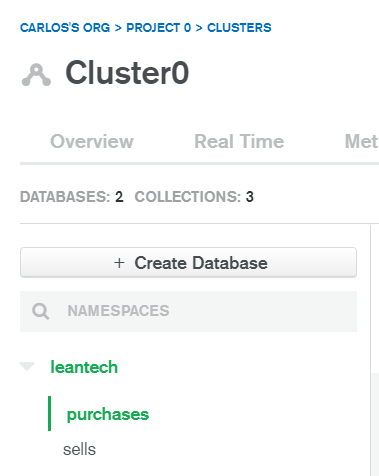 CARLOS'S ORG > PROJECT 0 > CLUSTERS
Cluster0
Overview Real Time Met
DATABASES: 2 COLLECTIONS: 3
+ Create Database
NAMESPACES
leantech
purchases
sells